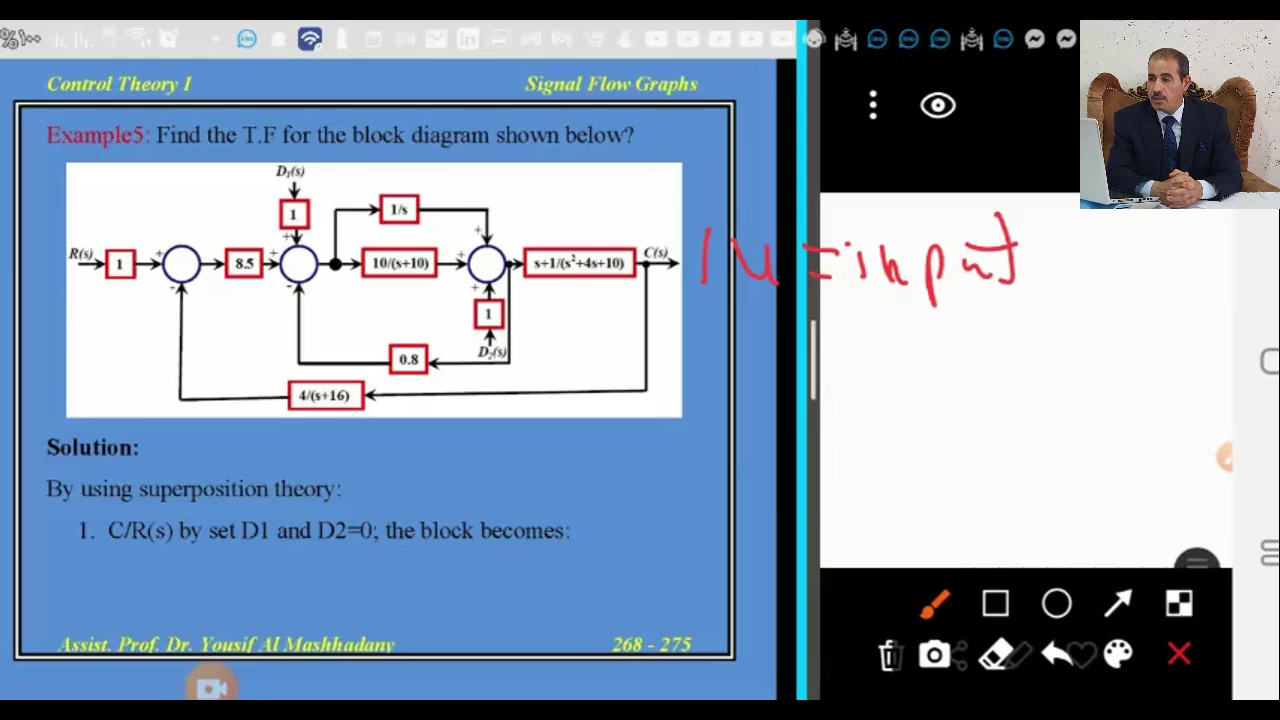 %١٠٠
Control Theory I
Signal Flow Graphs
Example5: Find the T.F for the block diagram shown below?
D₁(s)
1
1/s
R(s)
1
+
8.5
+
+
10/(s+10)
+
+
s+1/(s²+4s+10)
C(s)
-
-
+
1
D₂(s)
0.8
4/(s+16)
Solution:
By using superposition theory:
1. C/R(s) by set D1 and D2=0; the block becomes:
Assist. Prof. Dr. Yousif Al Mashhadany
268 - 275
=input